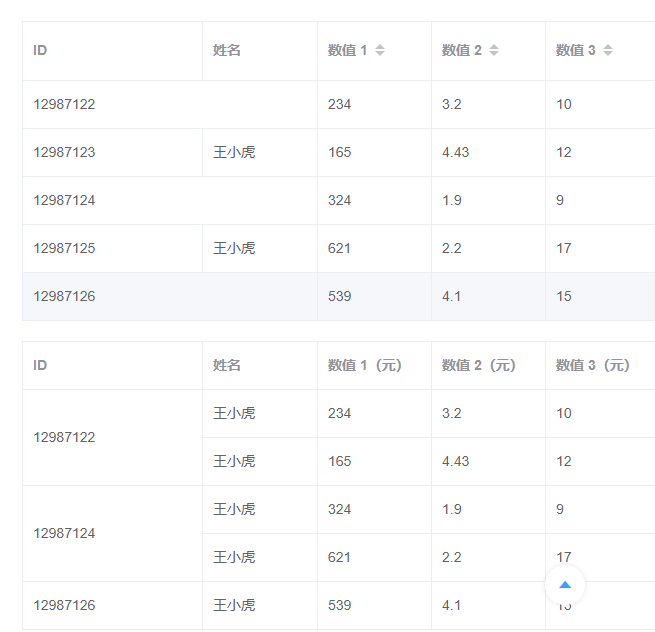 ID 姓名 数值 1 数值 2 数值 3
12987122 234 3.2 10
12987123 王小虎 165 4.43 12
12987124 324 1.9 9
12987125 王小虎 621 2.2 17
12987126 539 4.1 15
ID 姓名 数值 1（元） 数值 2（元） 数值 3（元）
王小虎 234 3.2 10
12987122
王小虎 165 4.43 12
王小虎 324 1.9 9
12987124
王小虎 621 2.2 17
12987126 王小虎 539 4.1